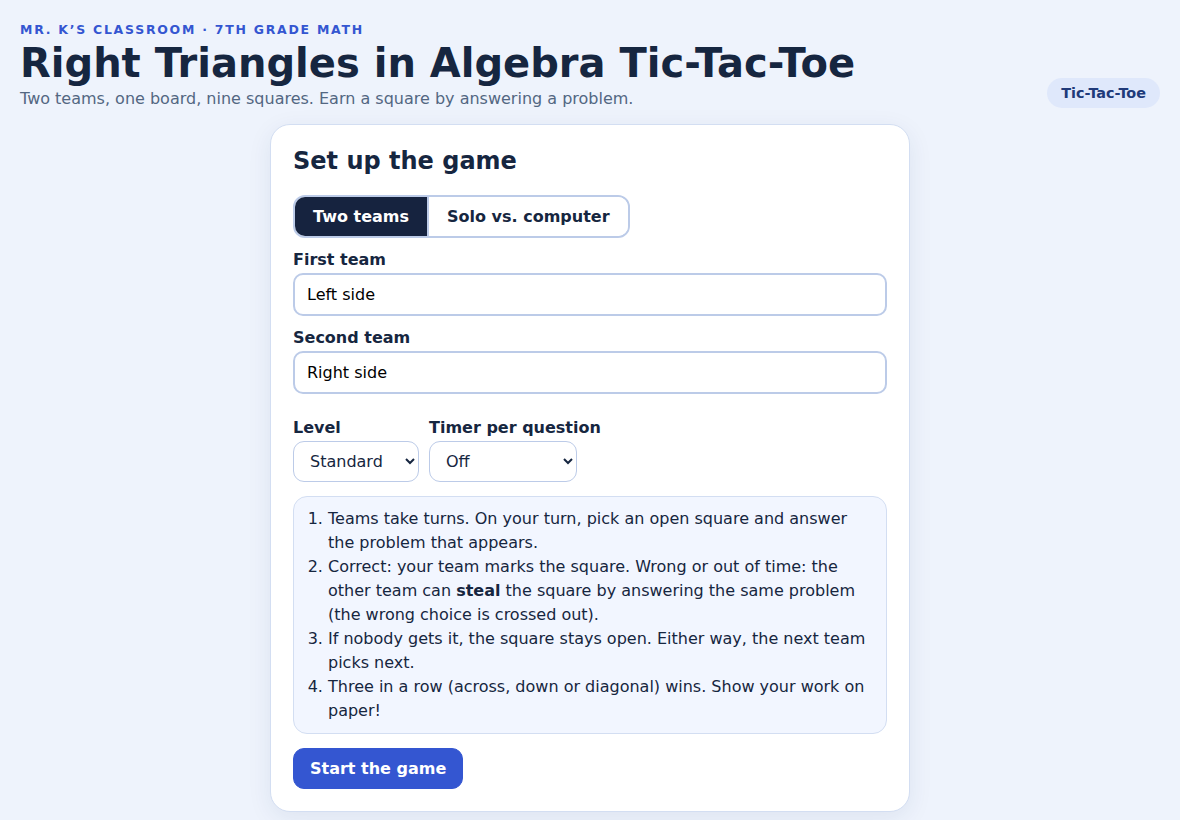 MR. K’S CLASSROOM · 7TH GRADE MATH
Right Triangles in Algebra Tic-Tac-Toe
Two teams, one board, nine squares. Earn a square by answering a problem.
Tic-Tac-Toe
Set up the game
Two teams
Solo vs. computer
First team
Left side
Second team
Right side
Level
Timer per question
Standard
Off
1. Teams take turns. On your turn, pick an open square and answer
the problem that appears.
2. Correct: your team marks the square. Wrong or out of time: the
other team can steal the square by answering the same problem
(the wrong choice is crossed out).
3. If nobody gets it, the square stays open. Either way, the next team
picks next.
4. Three in a row (across, down or diagonal) wins. Show your work on
paper!
Start the game